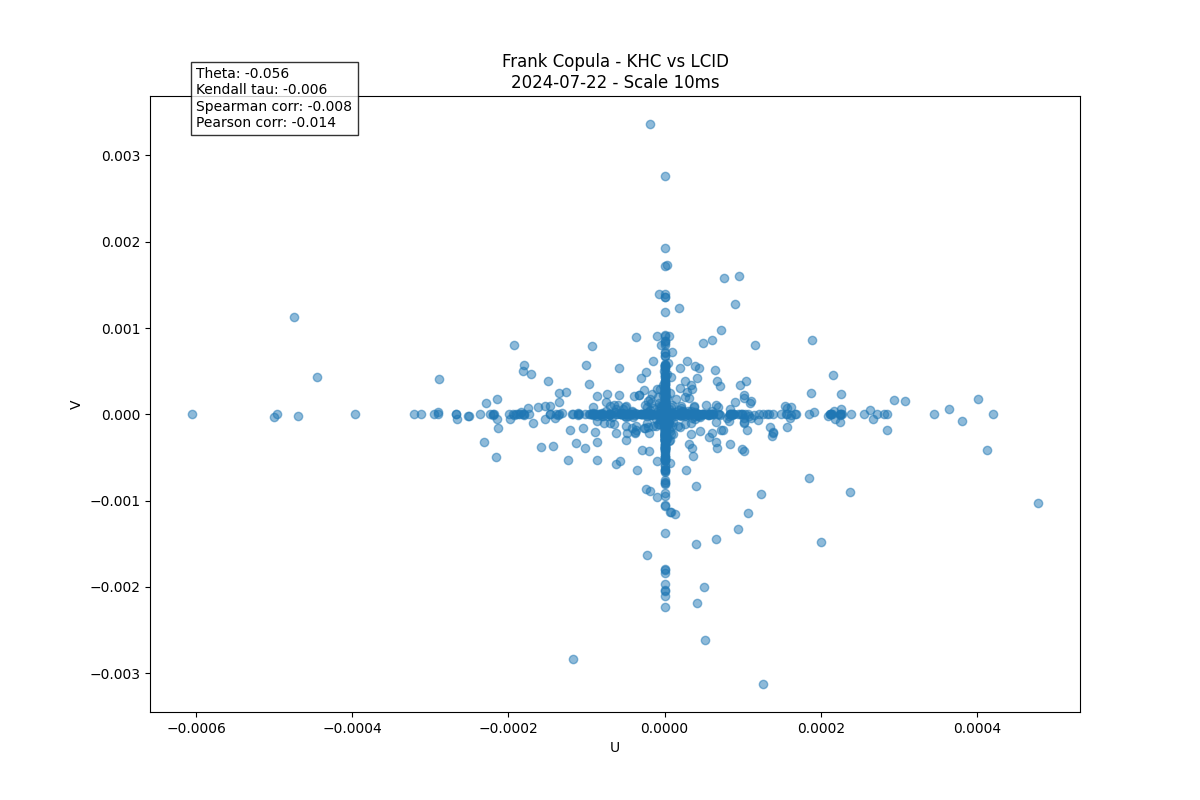 Frank Copula - KHC vs LCID
2024-07-22 - Scale 10ms
Theta: -0.056
Kendall tau: -0.006
Spearman corr: -0.008
Pearson corr: -0.014
0.003
0.002
0.001
0.000
−0.001
−0.002
−0.003
V
−0.0006
−0.0004
−0.0002
0.0000
0.0002
0.0004
U